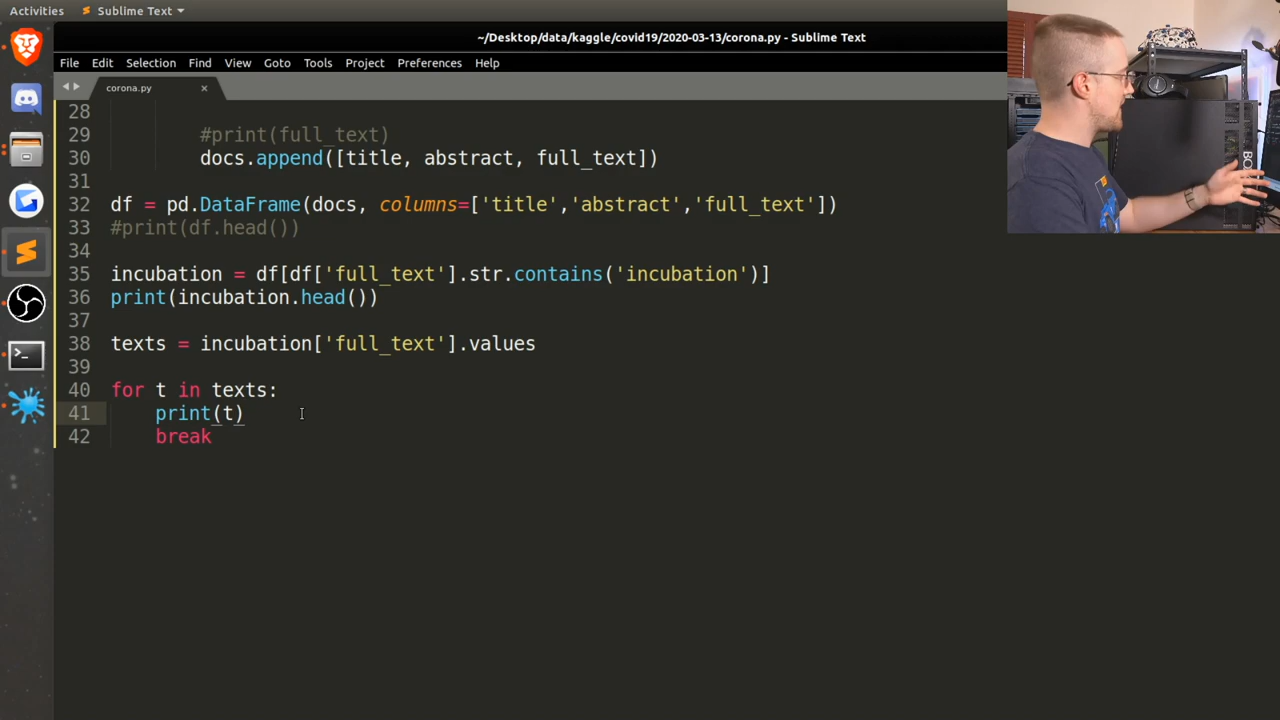 Activities
Sublime Text
~/Desktop/data/kaggle/covid19/2020-03-13/corona.py - Sublime Text
File Edit Selection Find View Goto Tools Project Preferences Help
corona.py
28
29 #print(full_text)
30 docs.append([title, abstract, full_text])
31
32 df = pd.DataFrame(docs, columns=['title','abstract','full_text'])
33 #print(df.head())
34
35 incubation = df[df['full_text'].str.contains('incubation')]
36 print(incubation.head())
37
38 texts = incubation['full_text'].values
39
40 for t in texts:
41 print(t)
42 break